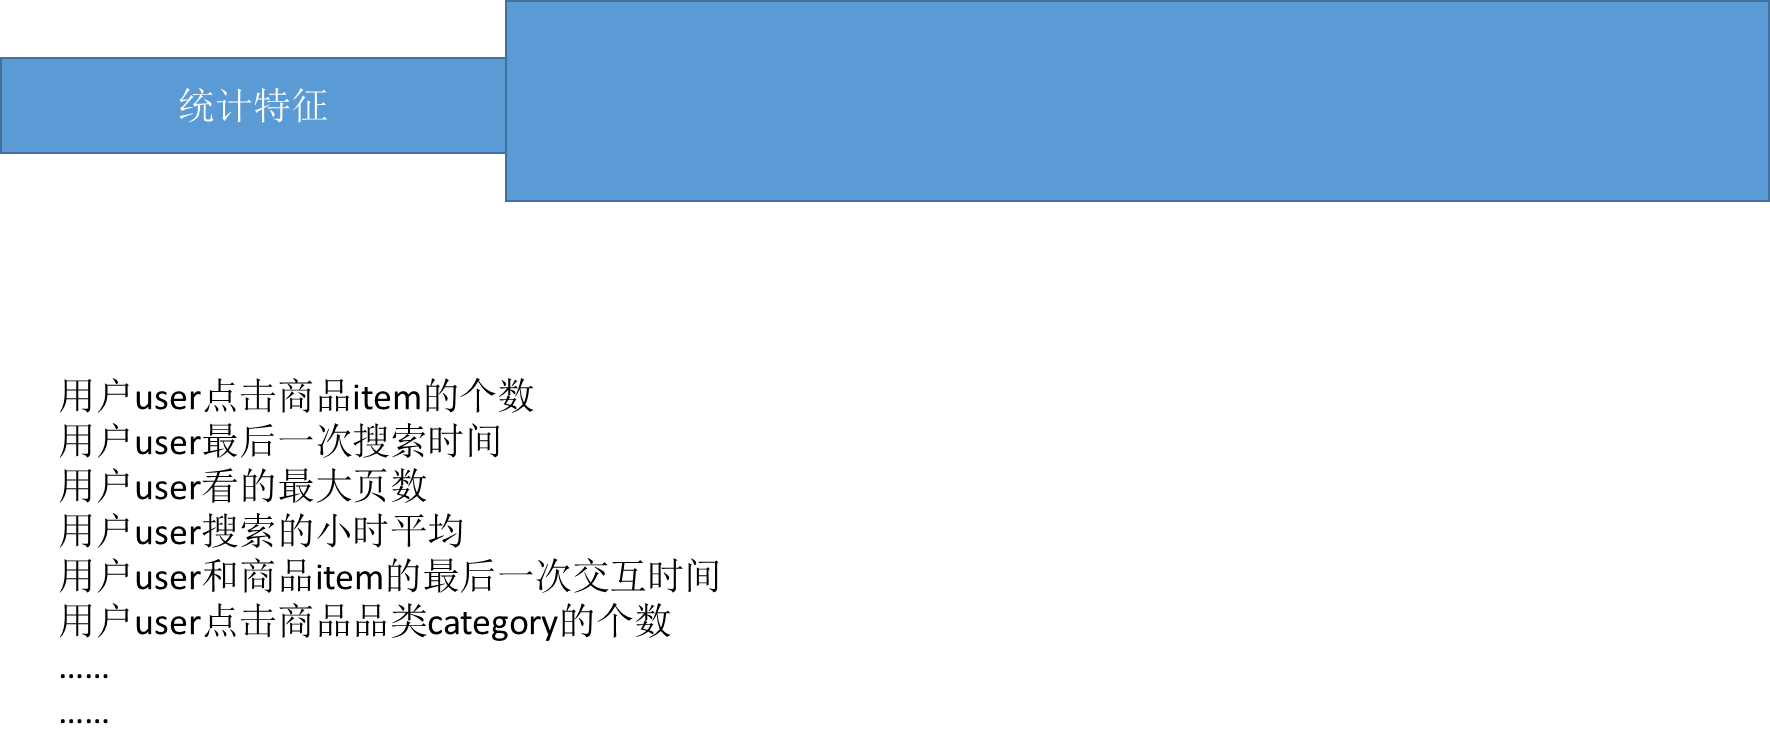 统计特征
用户user点击商品item的个数
用户user最后一次搜索时间
用户user看的最大页数
用户user搜索的小时平均
用户user和商品item的最后一次交互时间
用户user点击商品品类category的个数
……
……